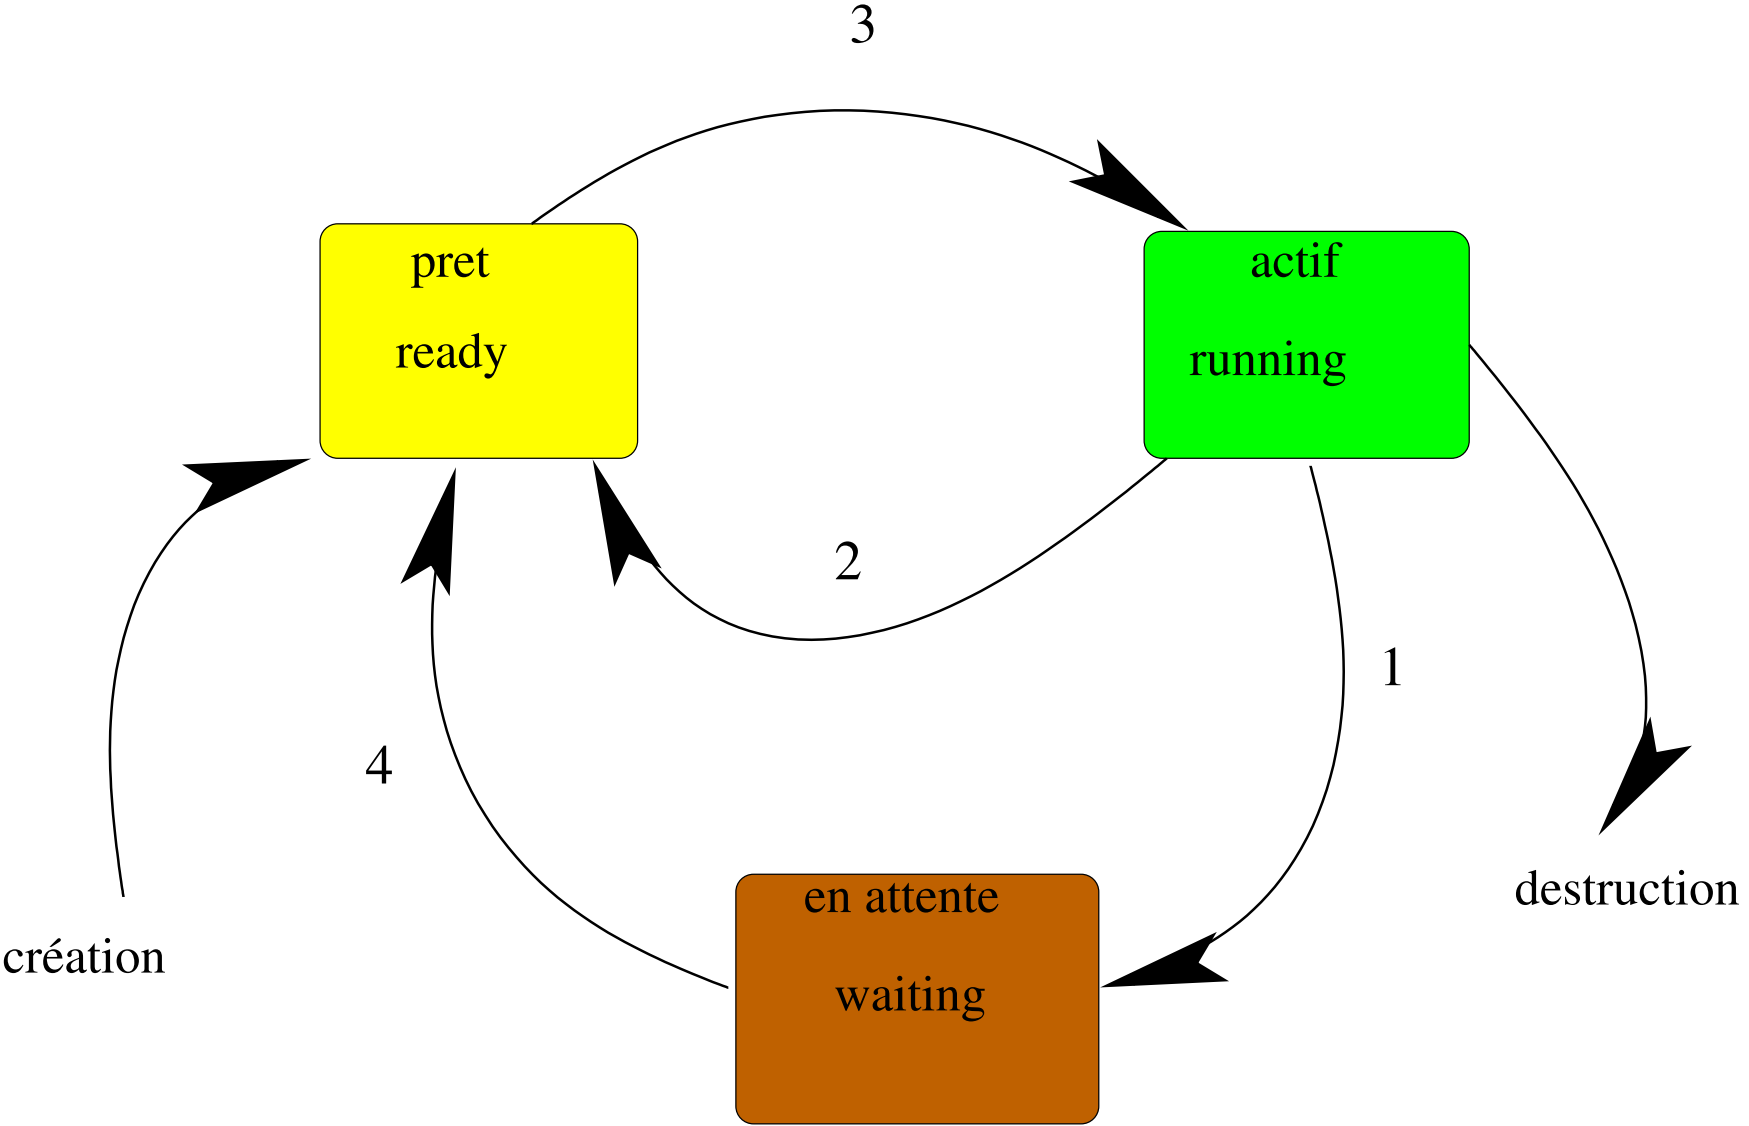 3
pret
ready
actif
running
2
1
4
en attente
waiting
destruction
création